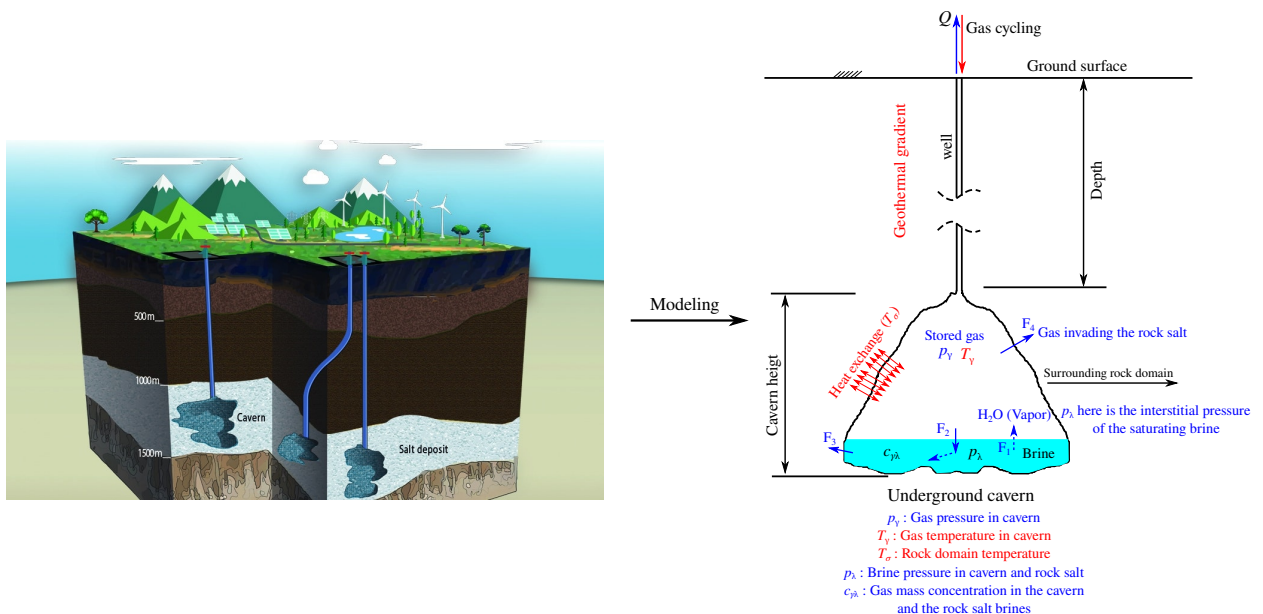 500m
1000m
1500m
Cavern
Salt deposit
Modeling
Q
Gas cycling
Ground surface
Geothermal gradient
well
Depth
Cavern heigt
Heat exchange (Tσ)
Stored gas
pγ Tγ
F4
Gas invading the rock salt
Surrounding rock domain
H2O (Vapor)
pλ here is the interstitial pressure
of the saturating brine
F3
F2
F1
cγλ
pλ
Brine
Underground cavern
pγ : Gas pressure in cavern
Tγ : Gas temperature in cavern
Tσ : Rock domain temperature
pλ : Brine pressure in cavern and rock salt
cγλ : Gas mass concentration in the cavern
and the rock salt brines